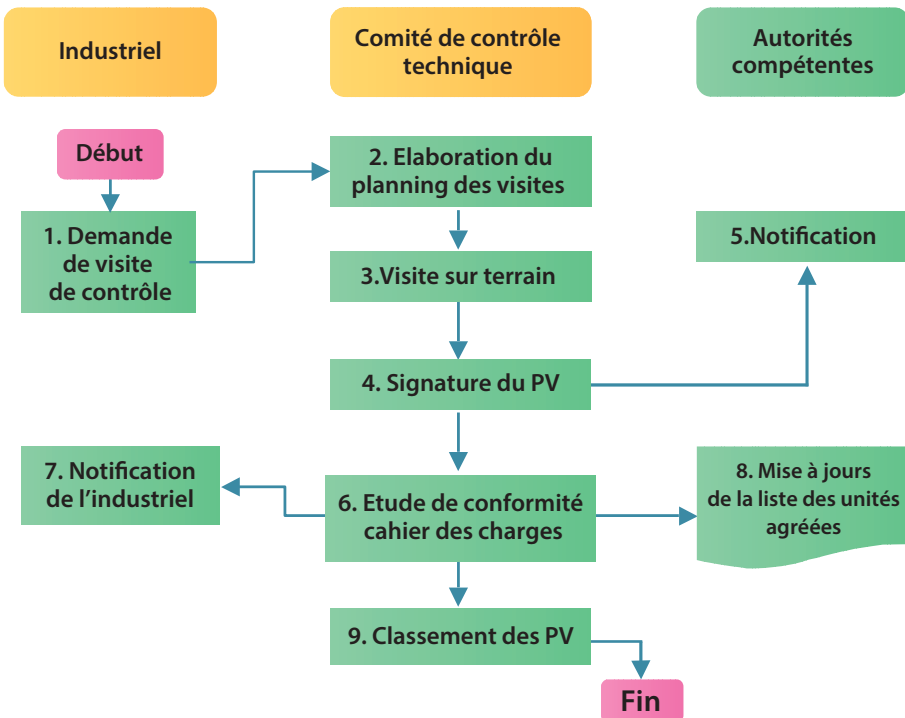 Industriel
Comité de contrôle
technique
Autorités
compétentes
Début
1. Demande
de visite
de contrôle
2. Elaboration du
planning des visites
3.Visite sur terrain
4. Signature du PV
5.Notification
6. Etude de conformité
cahier des charges
7. Notification
de l'industriel
8. Mise à jours
de la liste des unités
agréées
9. Classement des PV
Fin